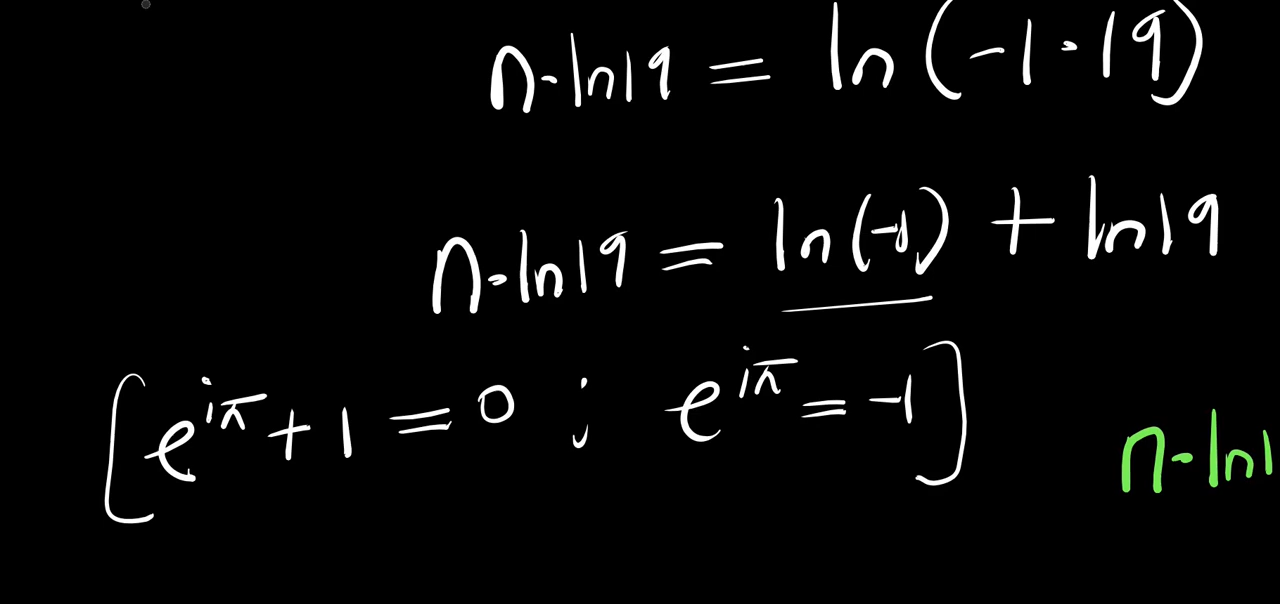 n·ln19 = ln(-1·19)
n·ln19 = ln(-1) + ln19
[e^{iπ} + 1 = 0 ; e^{iπ} = -1]
n·ln1